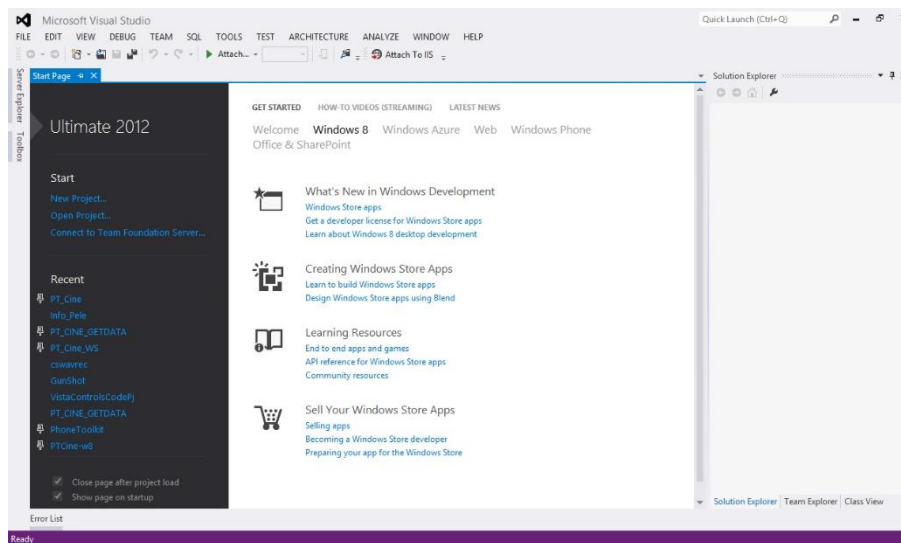 Microsoft Visual Studio
Quick Launch (Ctrl+Q)
FILE EDIT VIEW DEBUG TEAM SQL TOOLS TEST ARCHITECTURE ANALYZE WINDOW HELP
Attach... Attach To IIS
Server Explorer
Toolbox
Start Page
Ultimate 2012
Start
New Project...
Open Project...
Connect to Team Foundation Server...
Recent
PT_Cine
Info_Pele
PT_CINE_GETDATA
PT_Cine_WS
cswavrec
GunShot
VistaControlsCodePj
PT_CINE_GETDATA
PhoneToolkit
PTCine-w8
Close page after project load
Show page on startup
GET STARTED HOW-TO VIDEOS (STREAMING) LATEST NEWS
Welcome Windows 8 Windows Azure Web Windows Phone
Office & SharePoint
What's New in Windows Development
Windows Store apps
Get a developer license for Windows Store apps
Learn about Windows 8 desktop development
Creating Windows Store Apps
Learn to build Windows Store apps
Design Windows Store apps using Blend
Learning Resources
End to end apps and games
API reference for Windows Store apps
Community resources
Sell Your Windows Store Apps
Selling apps
Becoming a Windows Store developer
Preparing your app for the Windows Store
Solution Explorer
Solution Explorer Team Explorer Class View
Error List
Ready